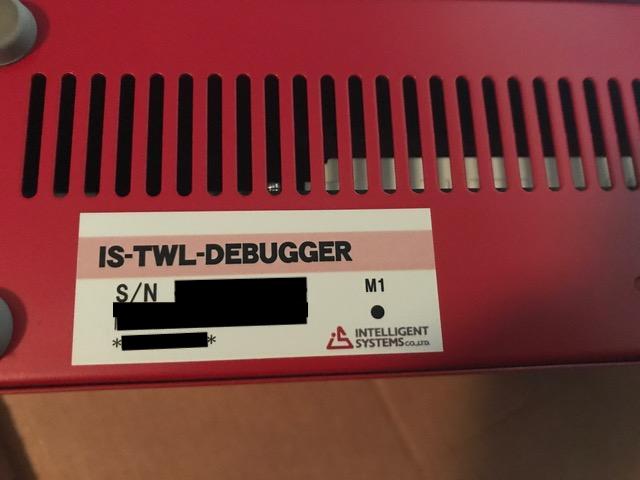 IS-TWL-DEBUGGER
S/N
M1
* *
INTELLIGENT
SYSTEMS CO.,LTD.